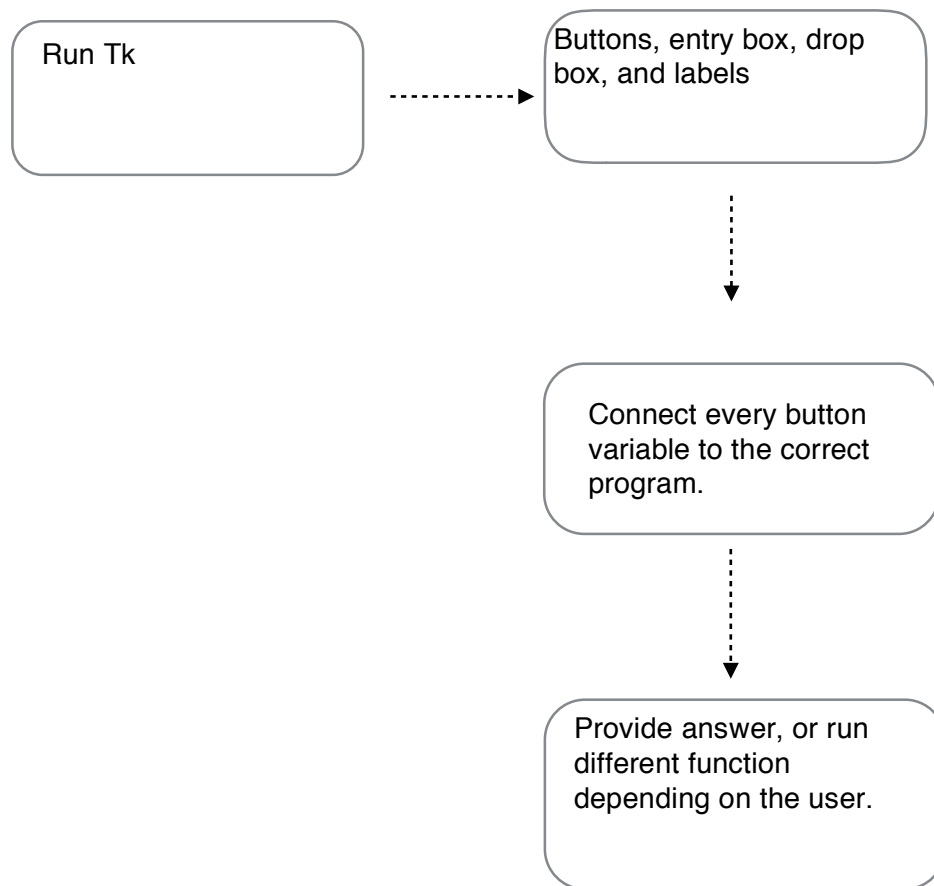 Run Tk
Buttons, entry box, drop
box, and labels
Connect every button
variable to the correct
program.
Provide answer, or run
different function
depending on the user.